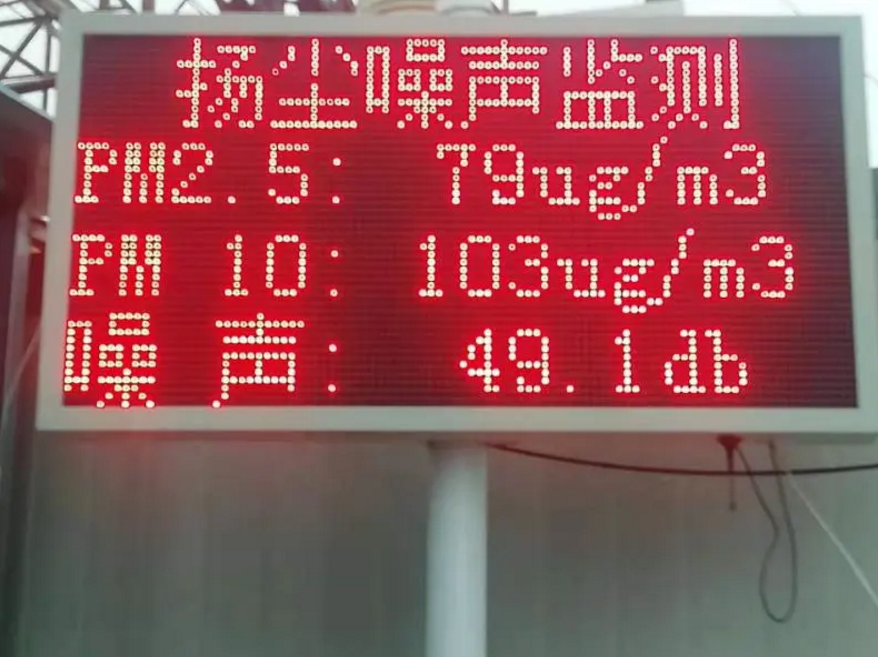 扬尘噪声监测
PM2.5: 79ug/m3
PM 10: 103ug/m3
噪 声: 49.1db